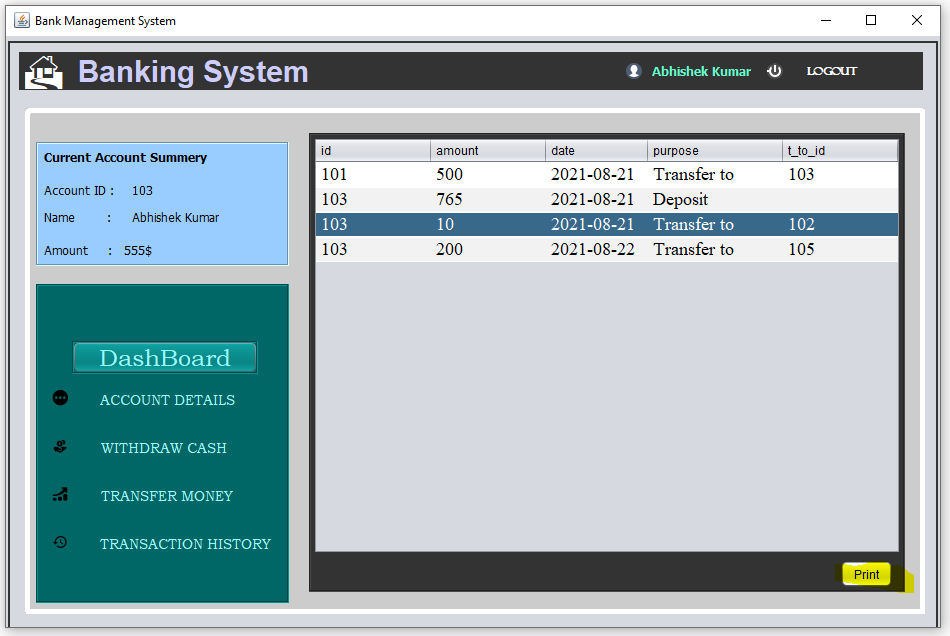 Bank Management System
Banking System
Abhishek Kumar
LOGOUT
Current Account Summery
Account ID : 103
Name : Abhishek Kumar
Amount : 555$
DashBoard
ACCOUNT DETAILS
WITHDRAW CASH
TRANSFER MONEY
TRANSACTION HISTORY
id amount date purpose t_to_id
101 500 2021-08-21 Transfer to 103
103 765 2021-08-21 Deposit
103 10 2021-08-21 Transfer to 102
103 200 2021-08-22 Transfer to 105
Print